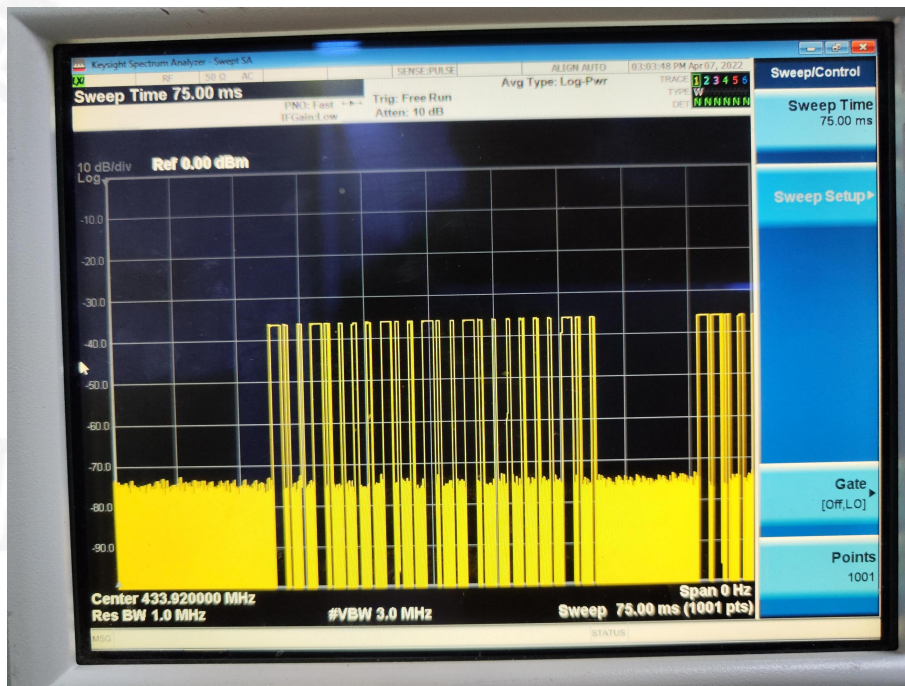 Keysight Spectrum Analyzer - Swept SA
LXI
RF 50 Ω AC SENSE:PULSE ALIGN AUTO 03:03:48 PM Apr 07, 2022
Sweep Time 75.00 ms
PNO: Fast
IFGain:Low
Trig: Free Run
Atten: 10 dB
Avg Type: Log-Pwr
TRACE 1 2 3 4 5 6
TYPE W
DET N N N N N N
Sweep/Control
Sweep Time
75.00 ms
Sweep Setup
Gate
[Off,LO]
Points
1001
10 dB/div
Log
Ref 0.00 dBm
-10.0
-20.0
-30.0
-40.0
-50.0
-60.0
-70.0
-80.0
-90.0
Center 433.920000 MHz
Res BW 1.0 MHz
#VBW 3.0 MHz
Span 0 Hz
Sweep 75.00 ms (1001 pts)
MSG
STATUS